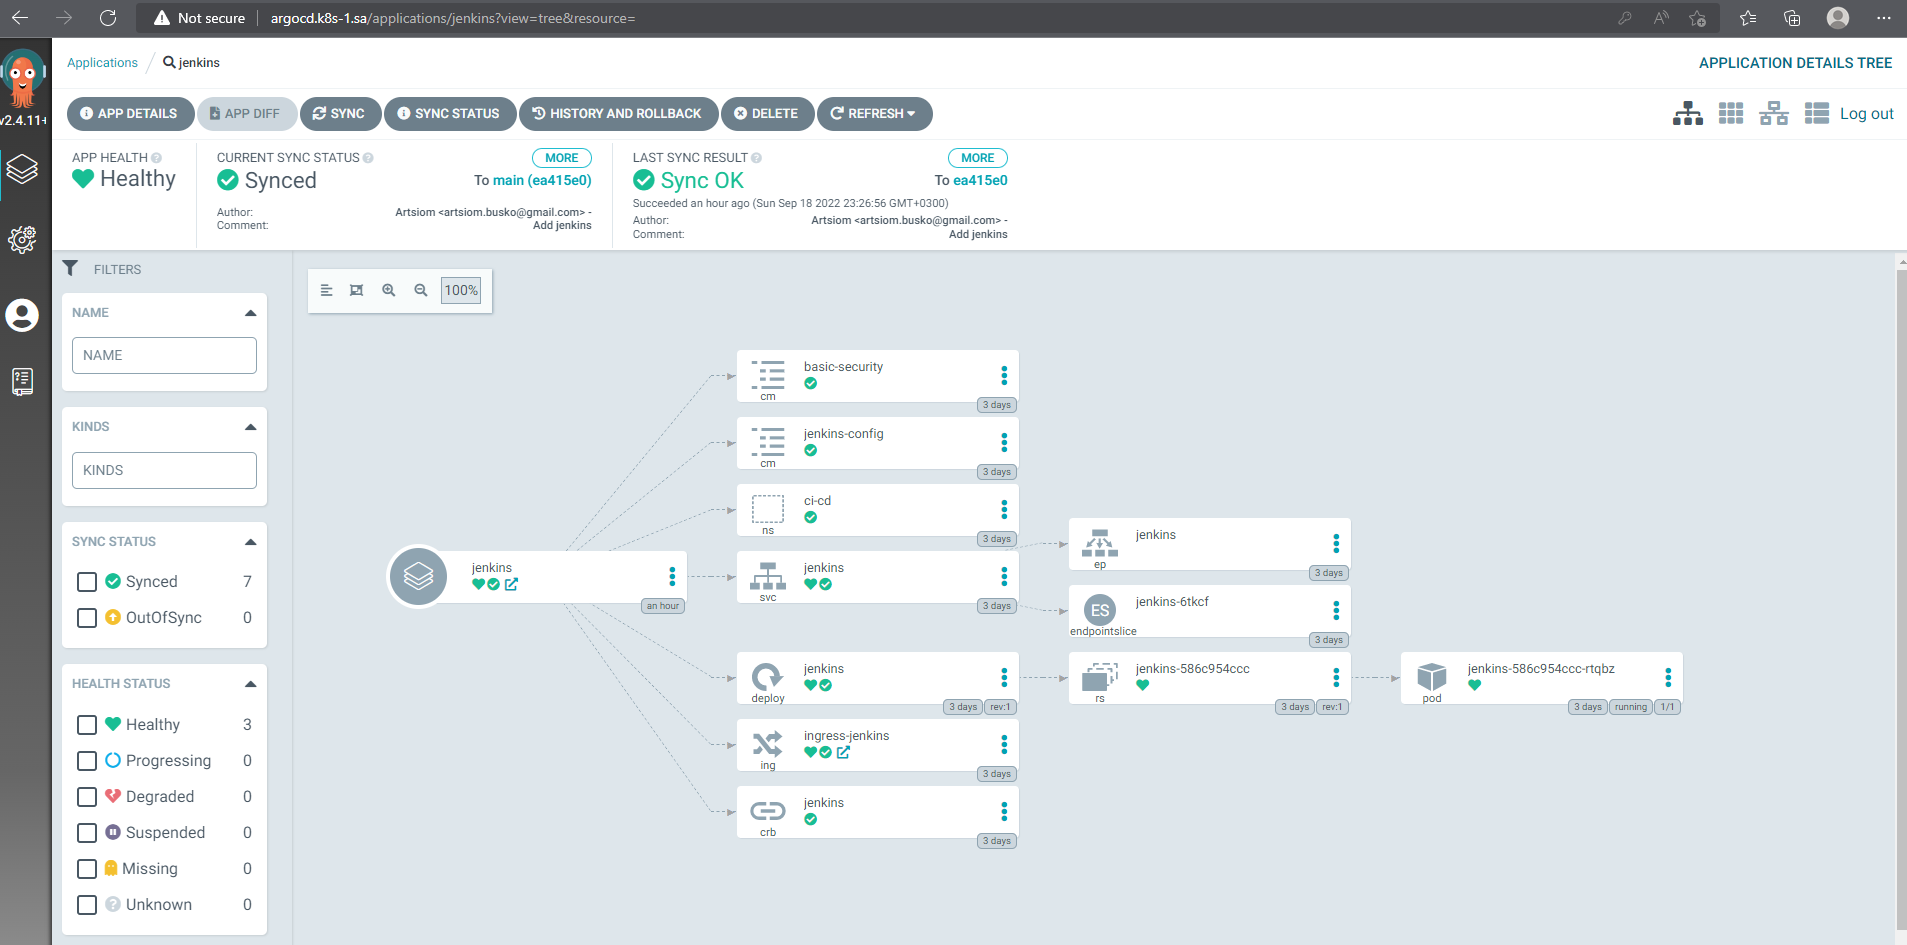 Not secure argocd.k8s-1.sa/applications/jenkins?view=tree&resource=
v2.4.11+
Applications / jenkins
APPLICATION DETAILS TREE
APP DETAILS
APP DIFF
SYNC
SYNC STATUS
HISTORY AND ROLLBACK
DELETE
REFRESH
Log out
APP HEALTH
Healthy
CURRENT SYNC STATUS
MORE
Synced
To main (ea415e0)
Author: Artsiom <artsiom.busko@gmail.com> -
Comment: Add jenkins
LAST SYNC RESULT
MORE
Sync OK
To ea415e0
Succeeded an hour ago (Sun Sep 18 2022 23:26:56 GMT+0300)
Author: Artsiom <artsiom.busko@gmail.com> -
Comment: Add jenkins
FILTERS
NAME
NAME
KINDS
KINDS
SYNC STATUS
Synced 7
OutOfSync 0
HEALTH STATUS
Healthy 3
Progressing 0
Degraded 0
Suspended 0
Missing 0
Unknown 0
100%
jenkins
an hour
basic-security
cm
3 days
jenkins-config
cm
3 days
ci-cd
ns
3 days
jenkins
svc
3 days
jenkins
ep
3 days
ES
jenkins-6tkcf
endpointslice
3 days
jenkins
deploy
3 days rev:1
jenkins-586c954ccc
rs
3 days rev:1
jenkins-586c954ccc-rtqbz
pod
3 days running 1/1
ingress-jenkins
ing
3 days
jenkins
crb
3 days